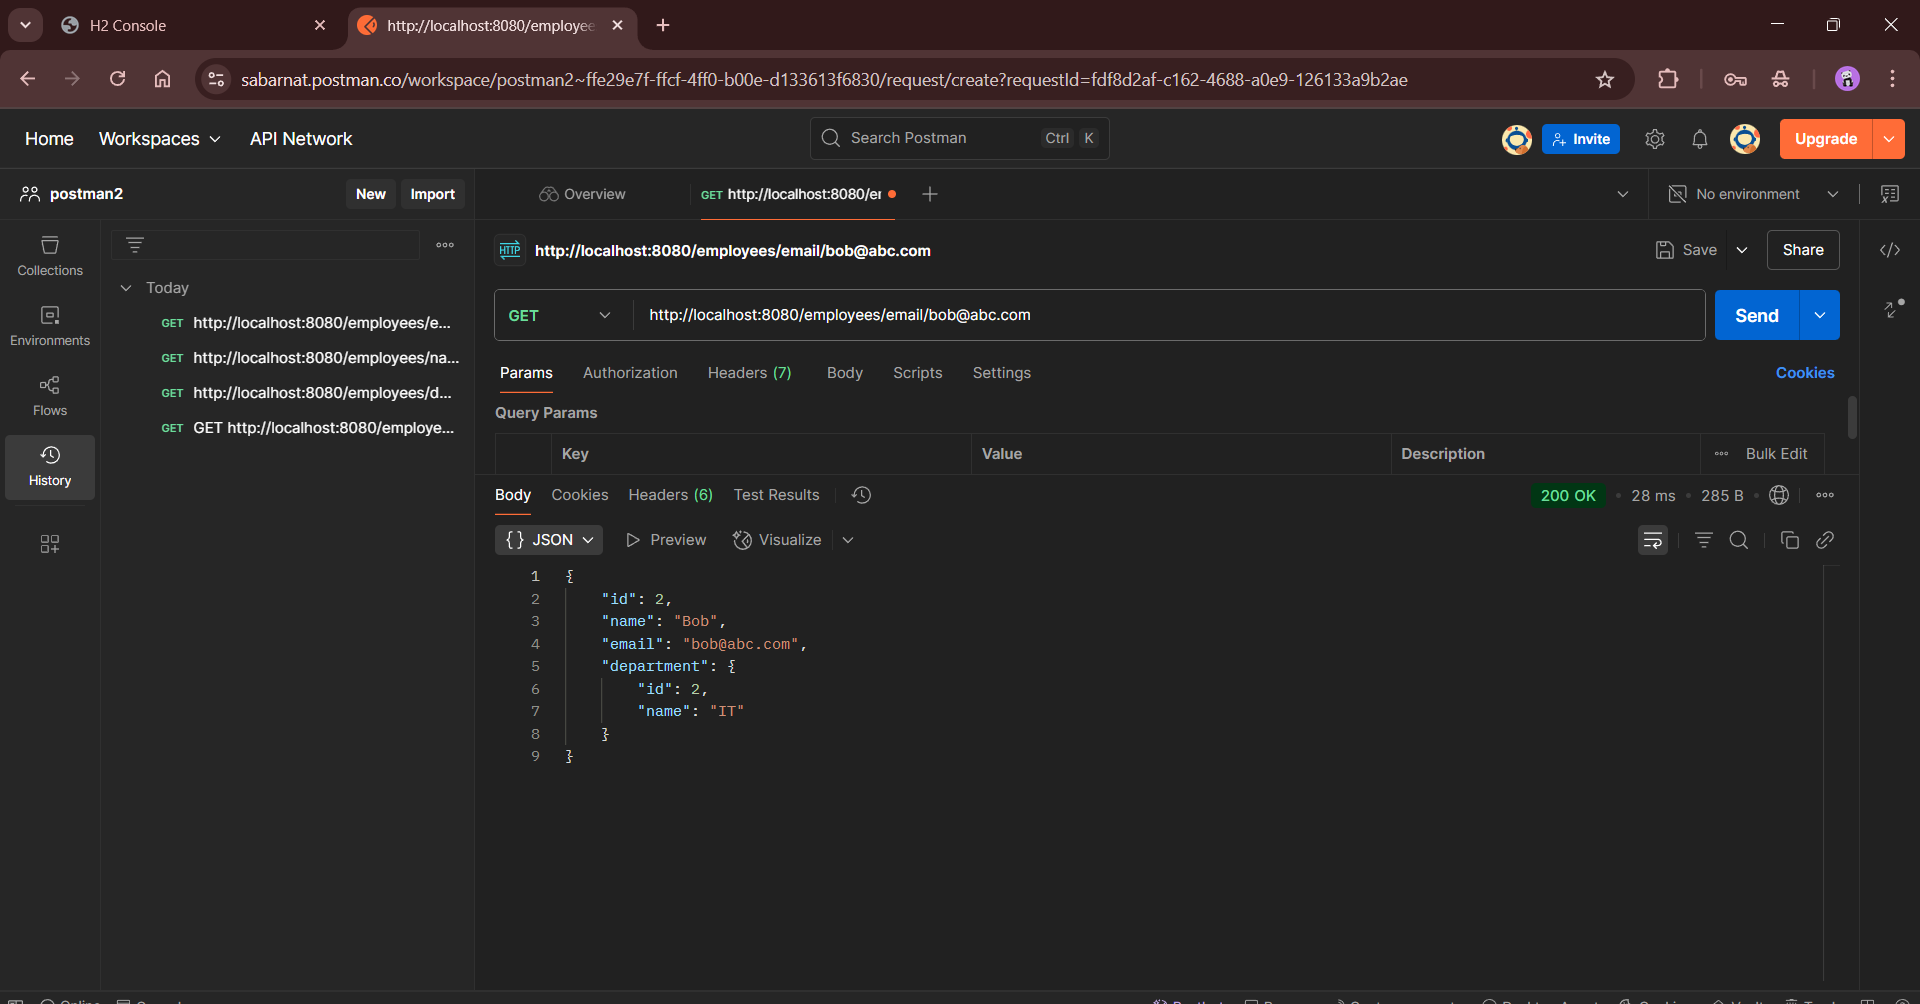 H2 Console
http://localhost:8080/employee
sabarnat.postman.co/workspace/postman2~ffe29e7f-ffcf-4ff0-b00e-d133613f6830/request/create?requestId=fdf8d2af-c162-4688-a0e9-126133a9b2ae
Home Workspaces API Network
Search Postman Ctrl K
Invite
Upgrade
postman2 New Import
Overview
GET http://localhost:8080/er
No environment
Collections
Environments
Flows
History
Today
GET http://localhost:8080/employees/e...
GET http://localhost:8080/employees/na...
GET http://localhost:8080/employees/d...
GET GET http://localhost:8080/employe...
HTTP http://localhost:8080/employees/email/bob@abc.com
Save Share
GET http://localhost:8080/employees/email/bob@abc.com
Send
Params Authorization Headers (7) Body Scripts Settings Cookies
Query Params
Key Value Description Bulk Edit
Body Cookies Headers (6) Test Results
200 OK 28 ms 285 B
{} JSON Preview Visualize
1 {
2 "id": 2,
3 "name": "Bob",
4 "email": "bob@abc.com",
5 "department": {
6 "id": 2,
7 "name": "IT"
8 }
9 }